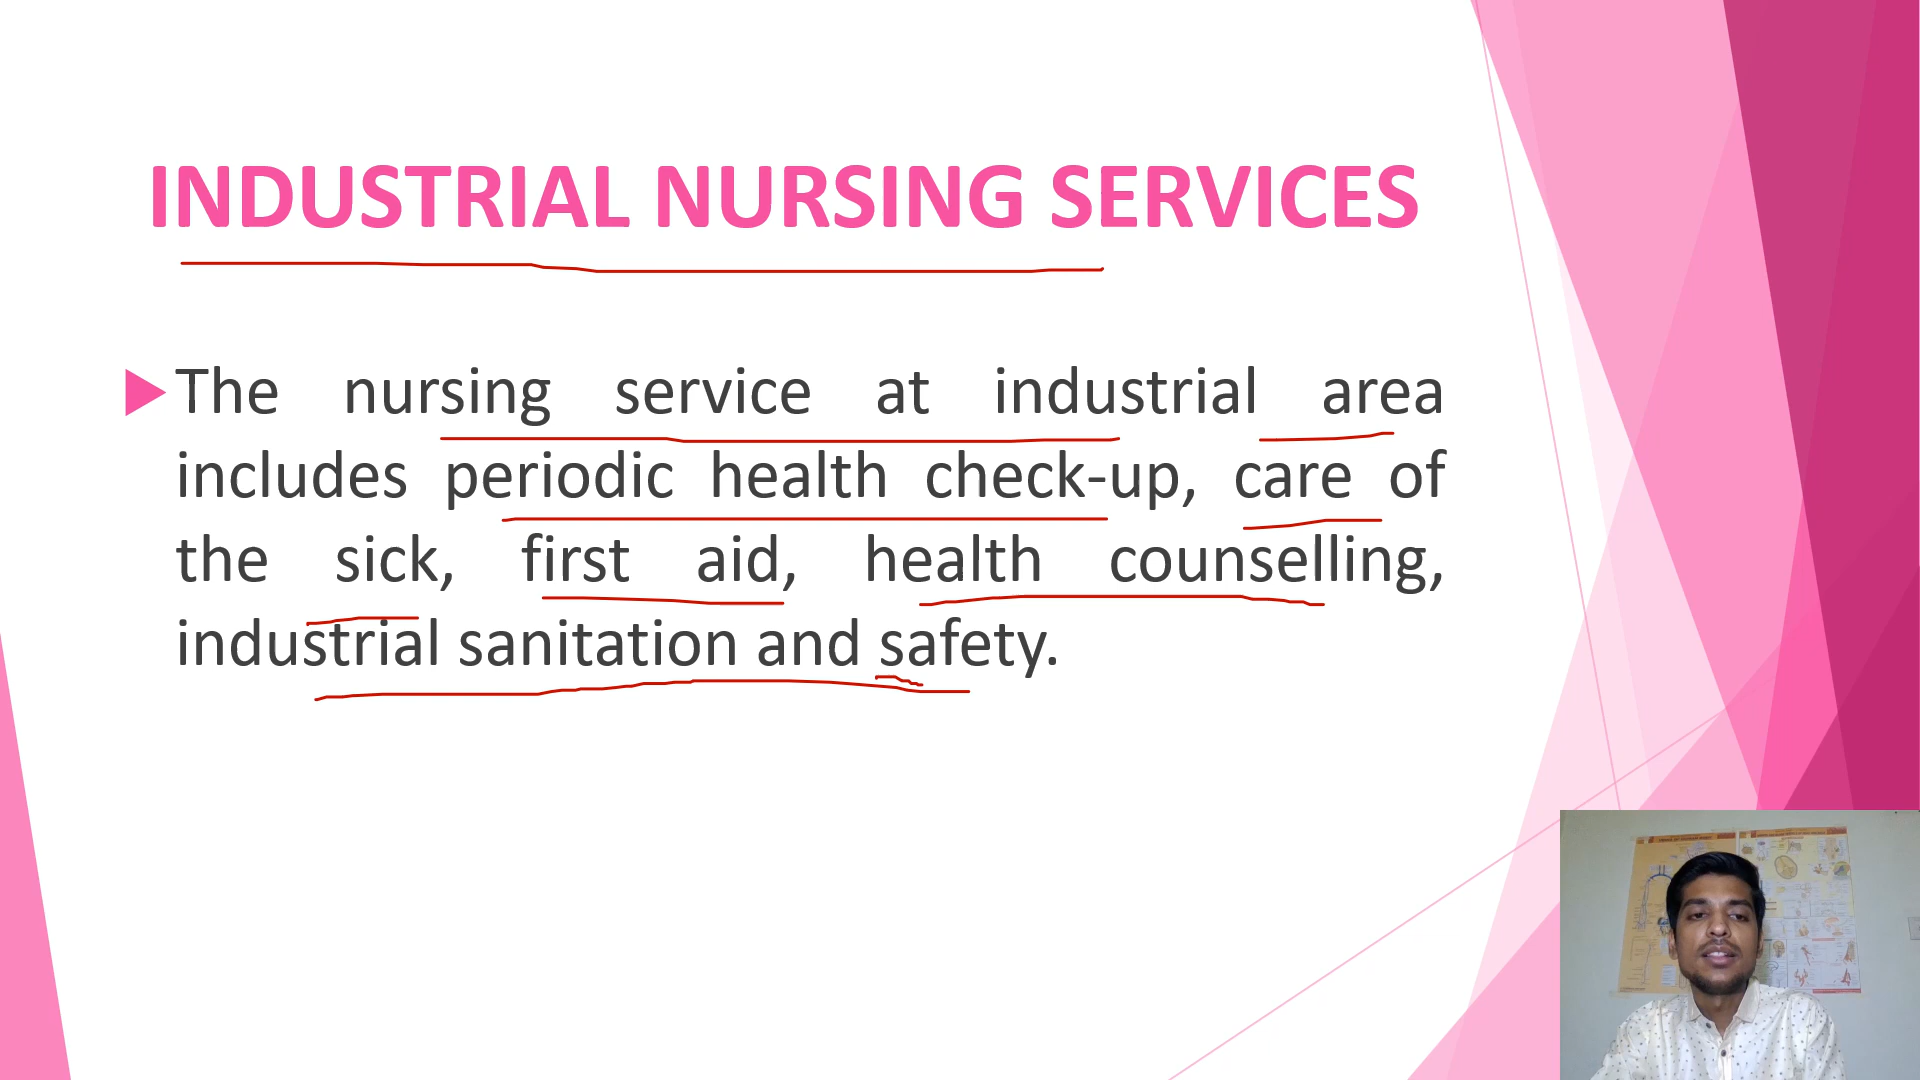 INDUSTRIAL NURSING SERVICES
The nursing service at industrial area
includes periodic health check-up, care of
the sick, first aid, health counselling,
industrial sanitation and safety.